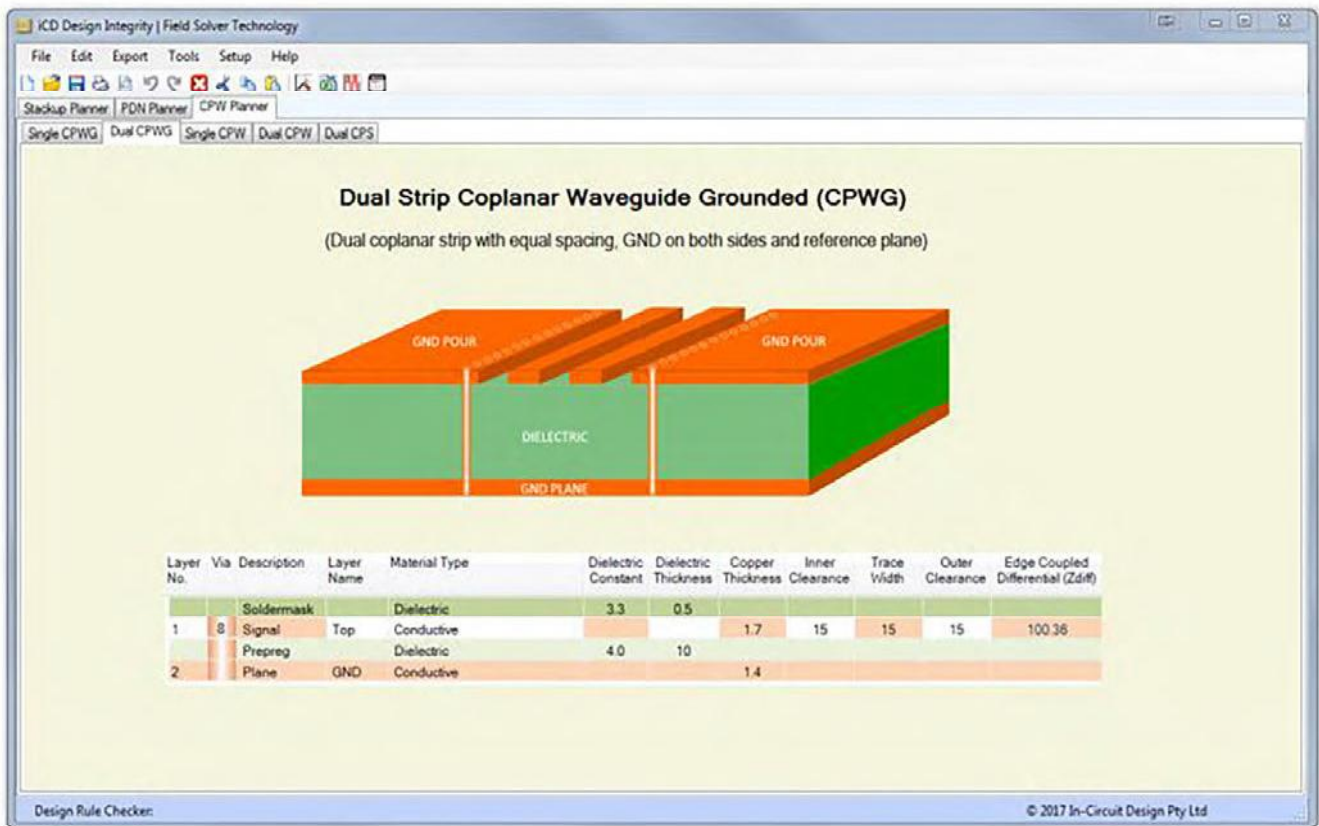 iCD Design Integrity | Field Solver Technology
File Edit Export Tools Setup Help
Stackup Planner PDN Planner CPW Planner
Single CPWG Dual CPWG Single CPW Dual CPW Dual CPS
Dual Strip Coplanar Waveguide Grounded (CPWG)
(Dual coplanar strip with equal spacing, GND on both sides and reference plane)
GND POUR GND POUR
DIELECTRIC
GND PLANE
Layer Via Description Layer Material Type Dielectric Dielectric Copper Inner Trace Outer Edge Coupled
No. Name Constant Thickness Thickness Clearance Width Clearance Differential (Zdiff)
Soldermask Dielectric 3.3 0.5
1 8 Signal Top Conductive 1.7 15 15 15 100.36
Prepreg Dielectric 4.0 10
2 Plane GND Conductive 1.4
Design Rule Checker: © 2017 In-Circuit Design Pty Ltd